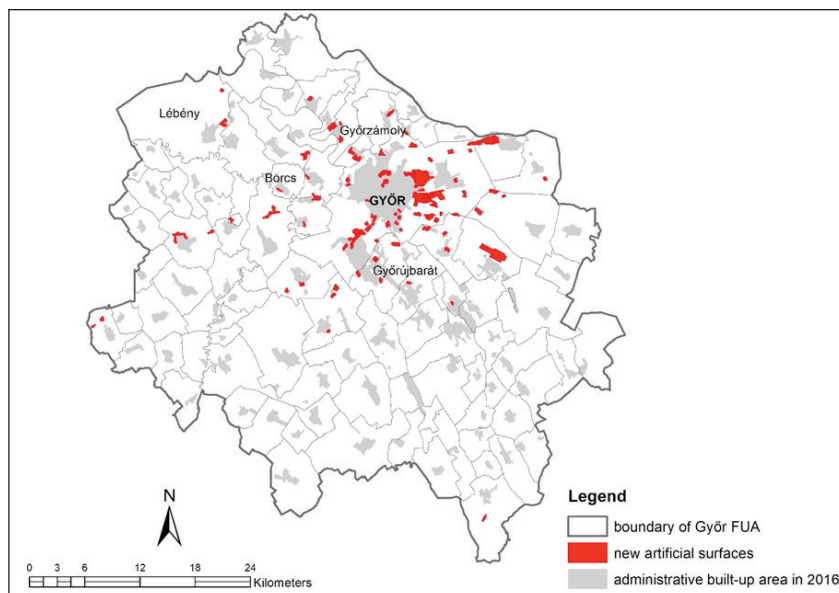 Lébény
Győrzámoly
Börcs
GYŐR
Győrújbarát
N
0 3 6 12 18 24
Kilometers
Legend
boundary of Győr FUA
new artificial surfaces
administrative built-up area in 2016